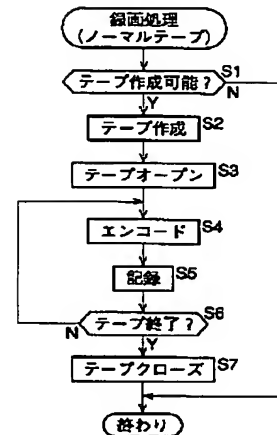 録画処理
(ノーマルテープ)
テープ作成可能? S1
Y N
テープ作成 S2
テープオープン S3
エンコード S4
記録 S5
テープ終了? S6
N Y
テープクローズ S7
終わり